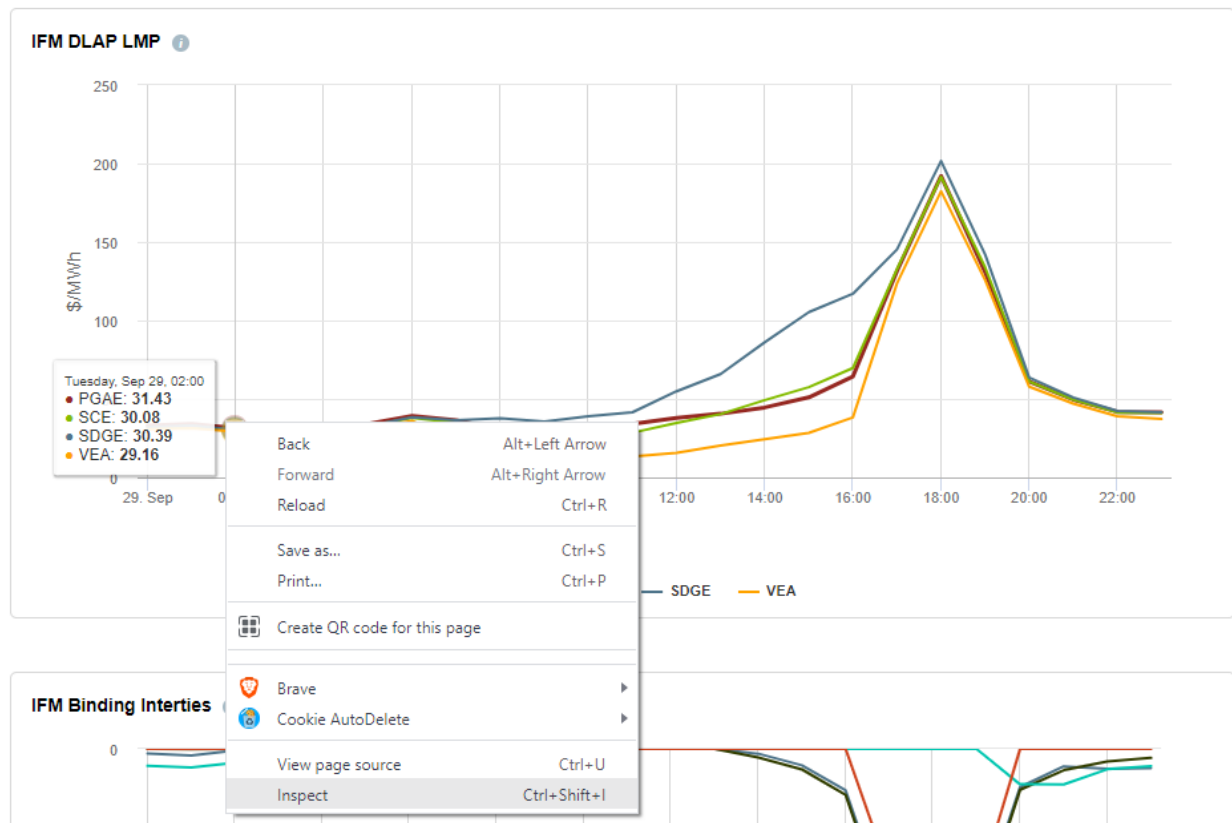 IFM DLAP LMP
250
200
150
100
0
$/MWh
Tuesday, Sep 29, 02:00
PGAE: 31.43
SCE: 30.08
SDGE: 30.39
VEA: 29.16
29. Sep
0
12:00
14:00
16:00
18:00
20:00
22:00
SDGE
VEA
Back Alt+Left Arrow
Forward Alt+Right Arrow
Reload Ctrl+R
Save as... Ctrl+S
Print... Ctrl+P
Create QR code for this page
Brave
Cookie AutoDelete
View page source Ctrl+U
Inspect Ctrl+Shift+I
IFM Binding Interties
0